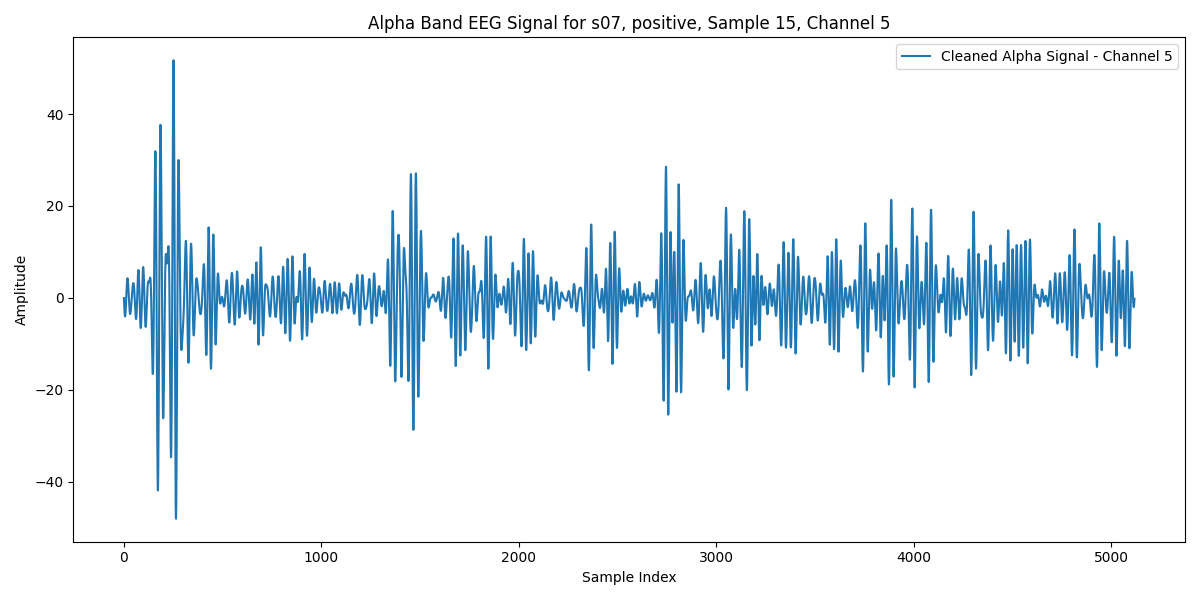 Alpha Band EEG Signal for s07, positive, Sample 15, Channel 5
Cleaned Alpha Signal - Channel 5
Amplitude
40
20
0
−20
−40
0 1000 2000 3000 4000 5000
Sample Index